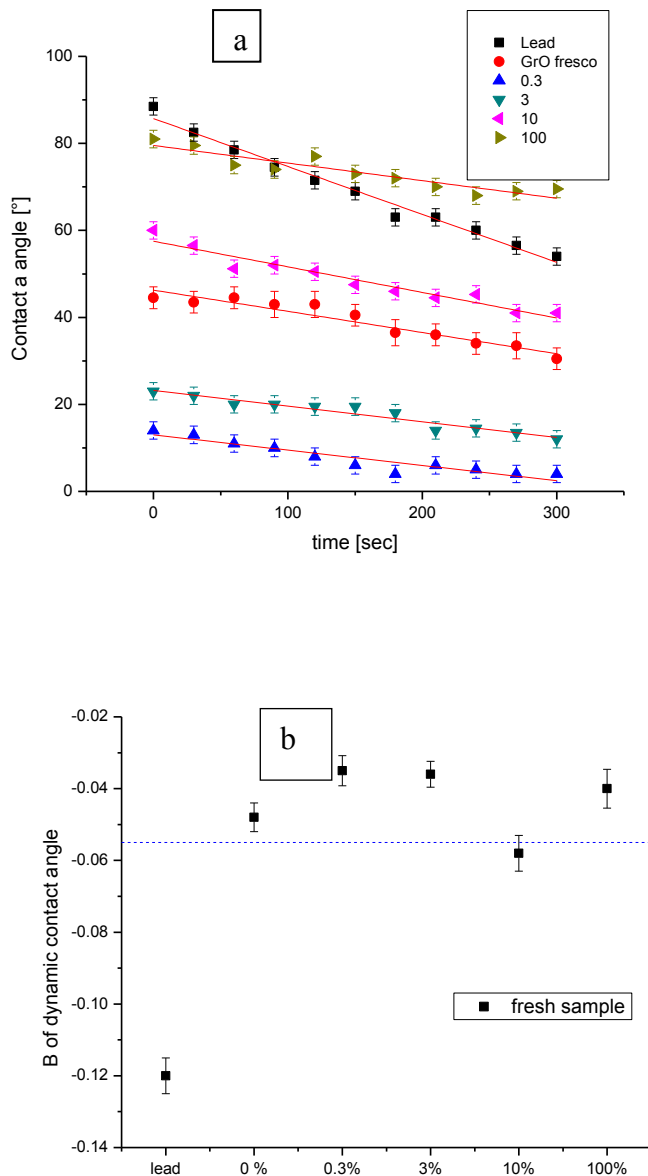 a
Lead
GrO fresco
0.3
3
10
100
100
80
60
40
20
0
Contact a angle [°]
0
100
200
300
time [sec]
b
-0.02
-0.04
-0.06
-0.08
-0.10
-0.12
-0.14
B of dynamic contact angle
fresh sample
lead
0 %
0.3%
3%
10%
100%